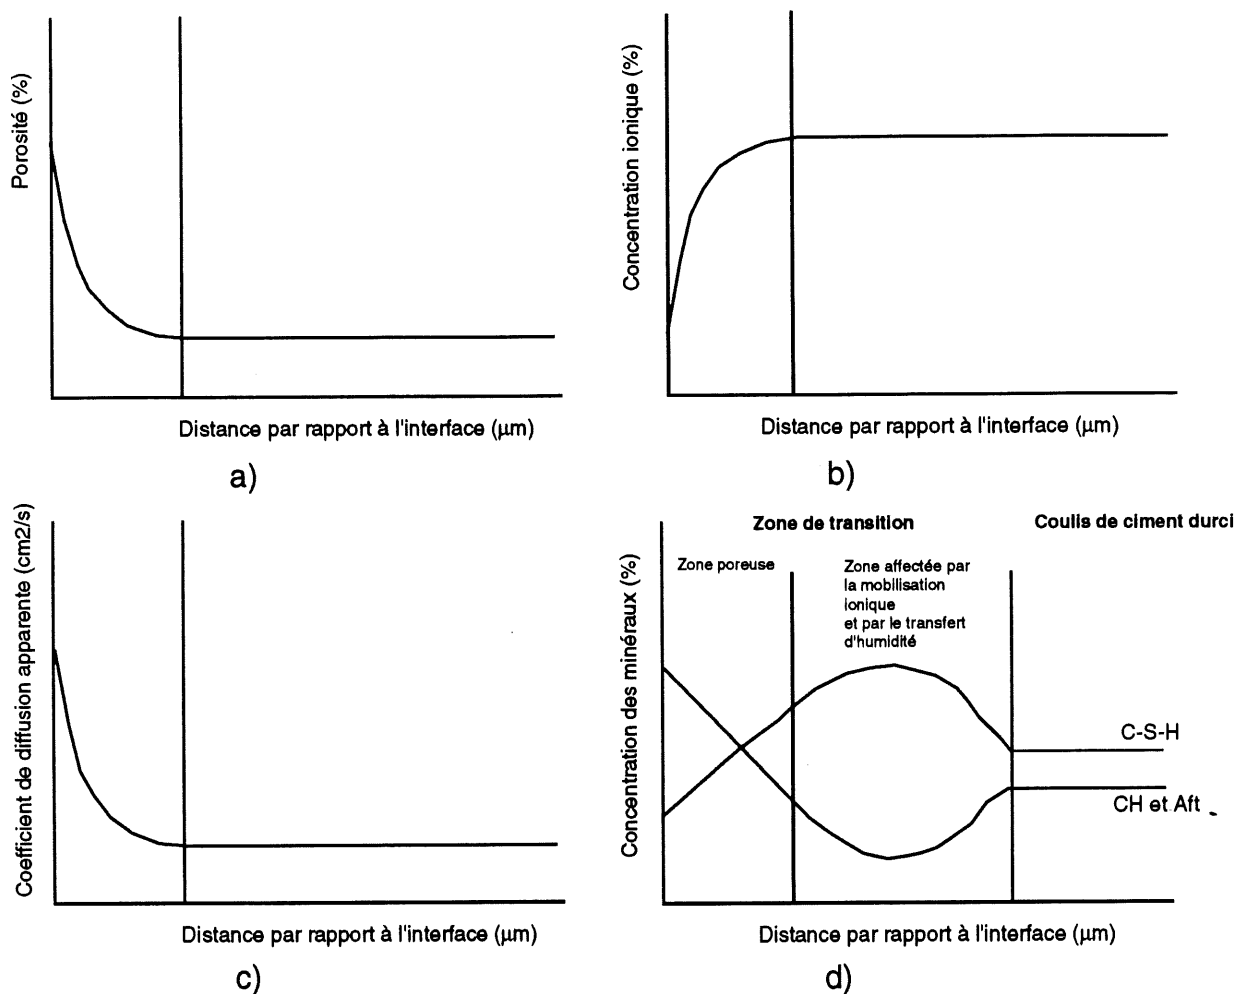 Porosité (%)
Distance par rapport à l'interface (µm)
a)
Concentration ionique (%)
Distance par rapport à l'interface (µm)
b)
Coefficient de diffusion apparente (cm2/s)
Distance par rapport à l'interface (µm)
c)
Concentration des minéraux (%)
Zone de transition
Coulis de ciment durci
Zone poreuse
Zone affectée par
la mobilisation
ionique
et par le transfert
d'humidité
C-S-H
CH et Aft
Distance par rapport à l'interface (µm)
d)